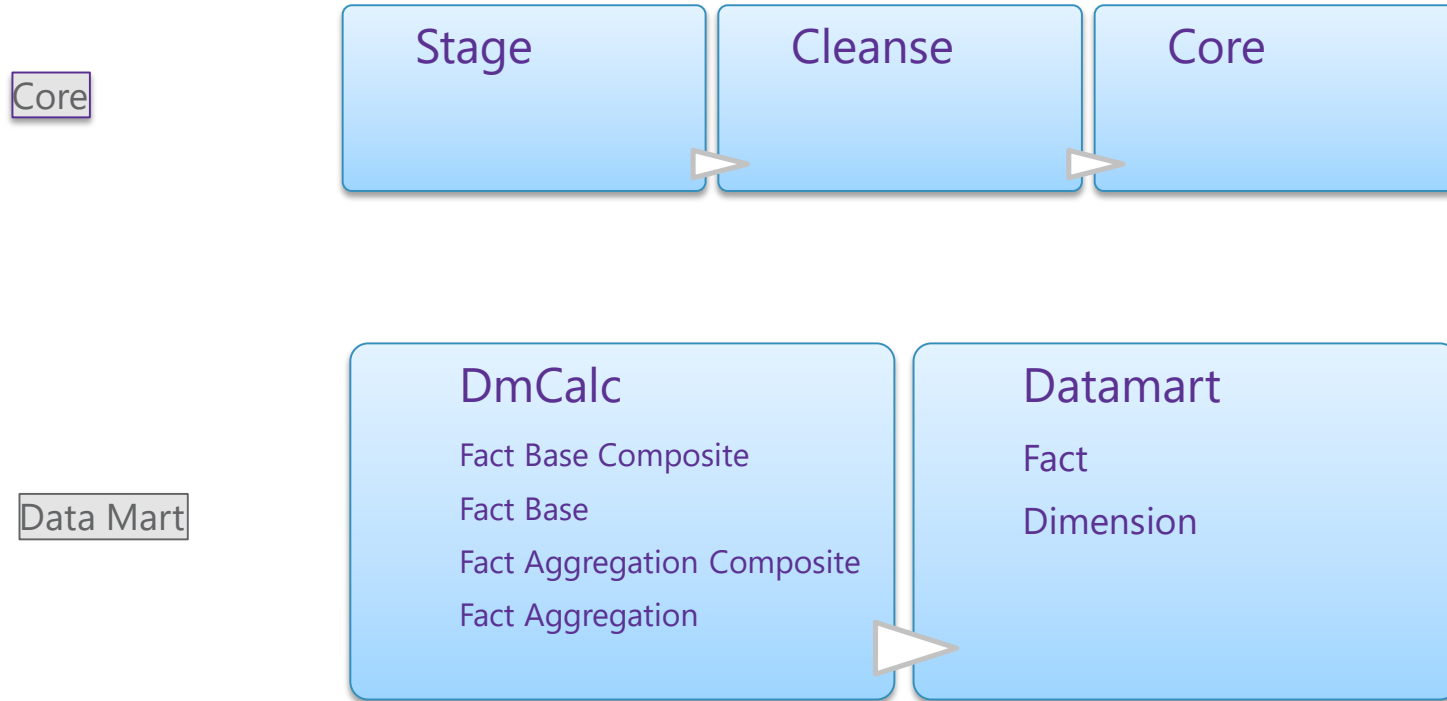 Core
Stage
Cleanse
Core
Data Mart
DmCalc
Fact Base Composite
Fact Base
Fact Aggregation Composite
Fact Aggregation
Datamart
Fact
Dimension